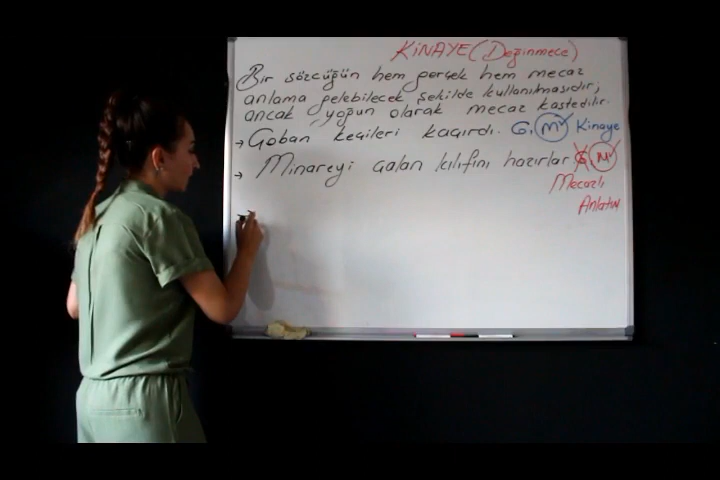 KİNAYE (Değinmece)
Bir sözcüğün hem gerçek hem mecaz
anlama gelebilecek şekilde kullanılmasıdır;
ancak yoğun olarak mecaz kastedilir.
→ Çoban keçileri kaçırdı. G, M✓ Kinaye
→ Minareyi çalan kılıfını hazırlar G, M✓
Mecazlı
Anlatım
→